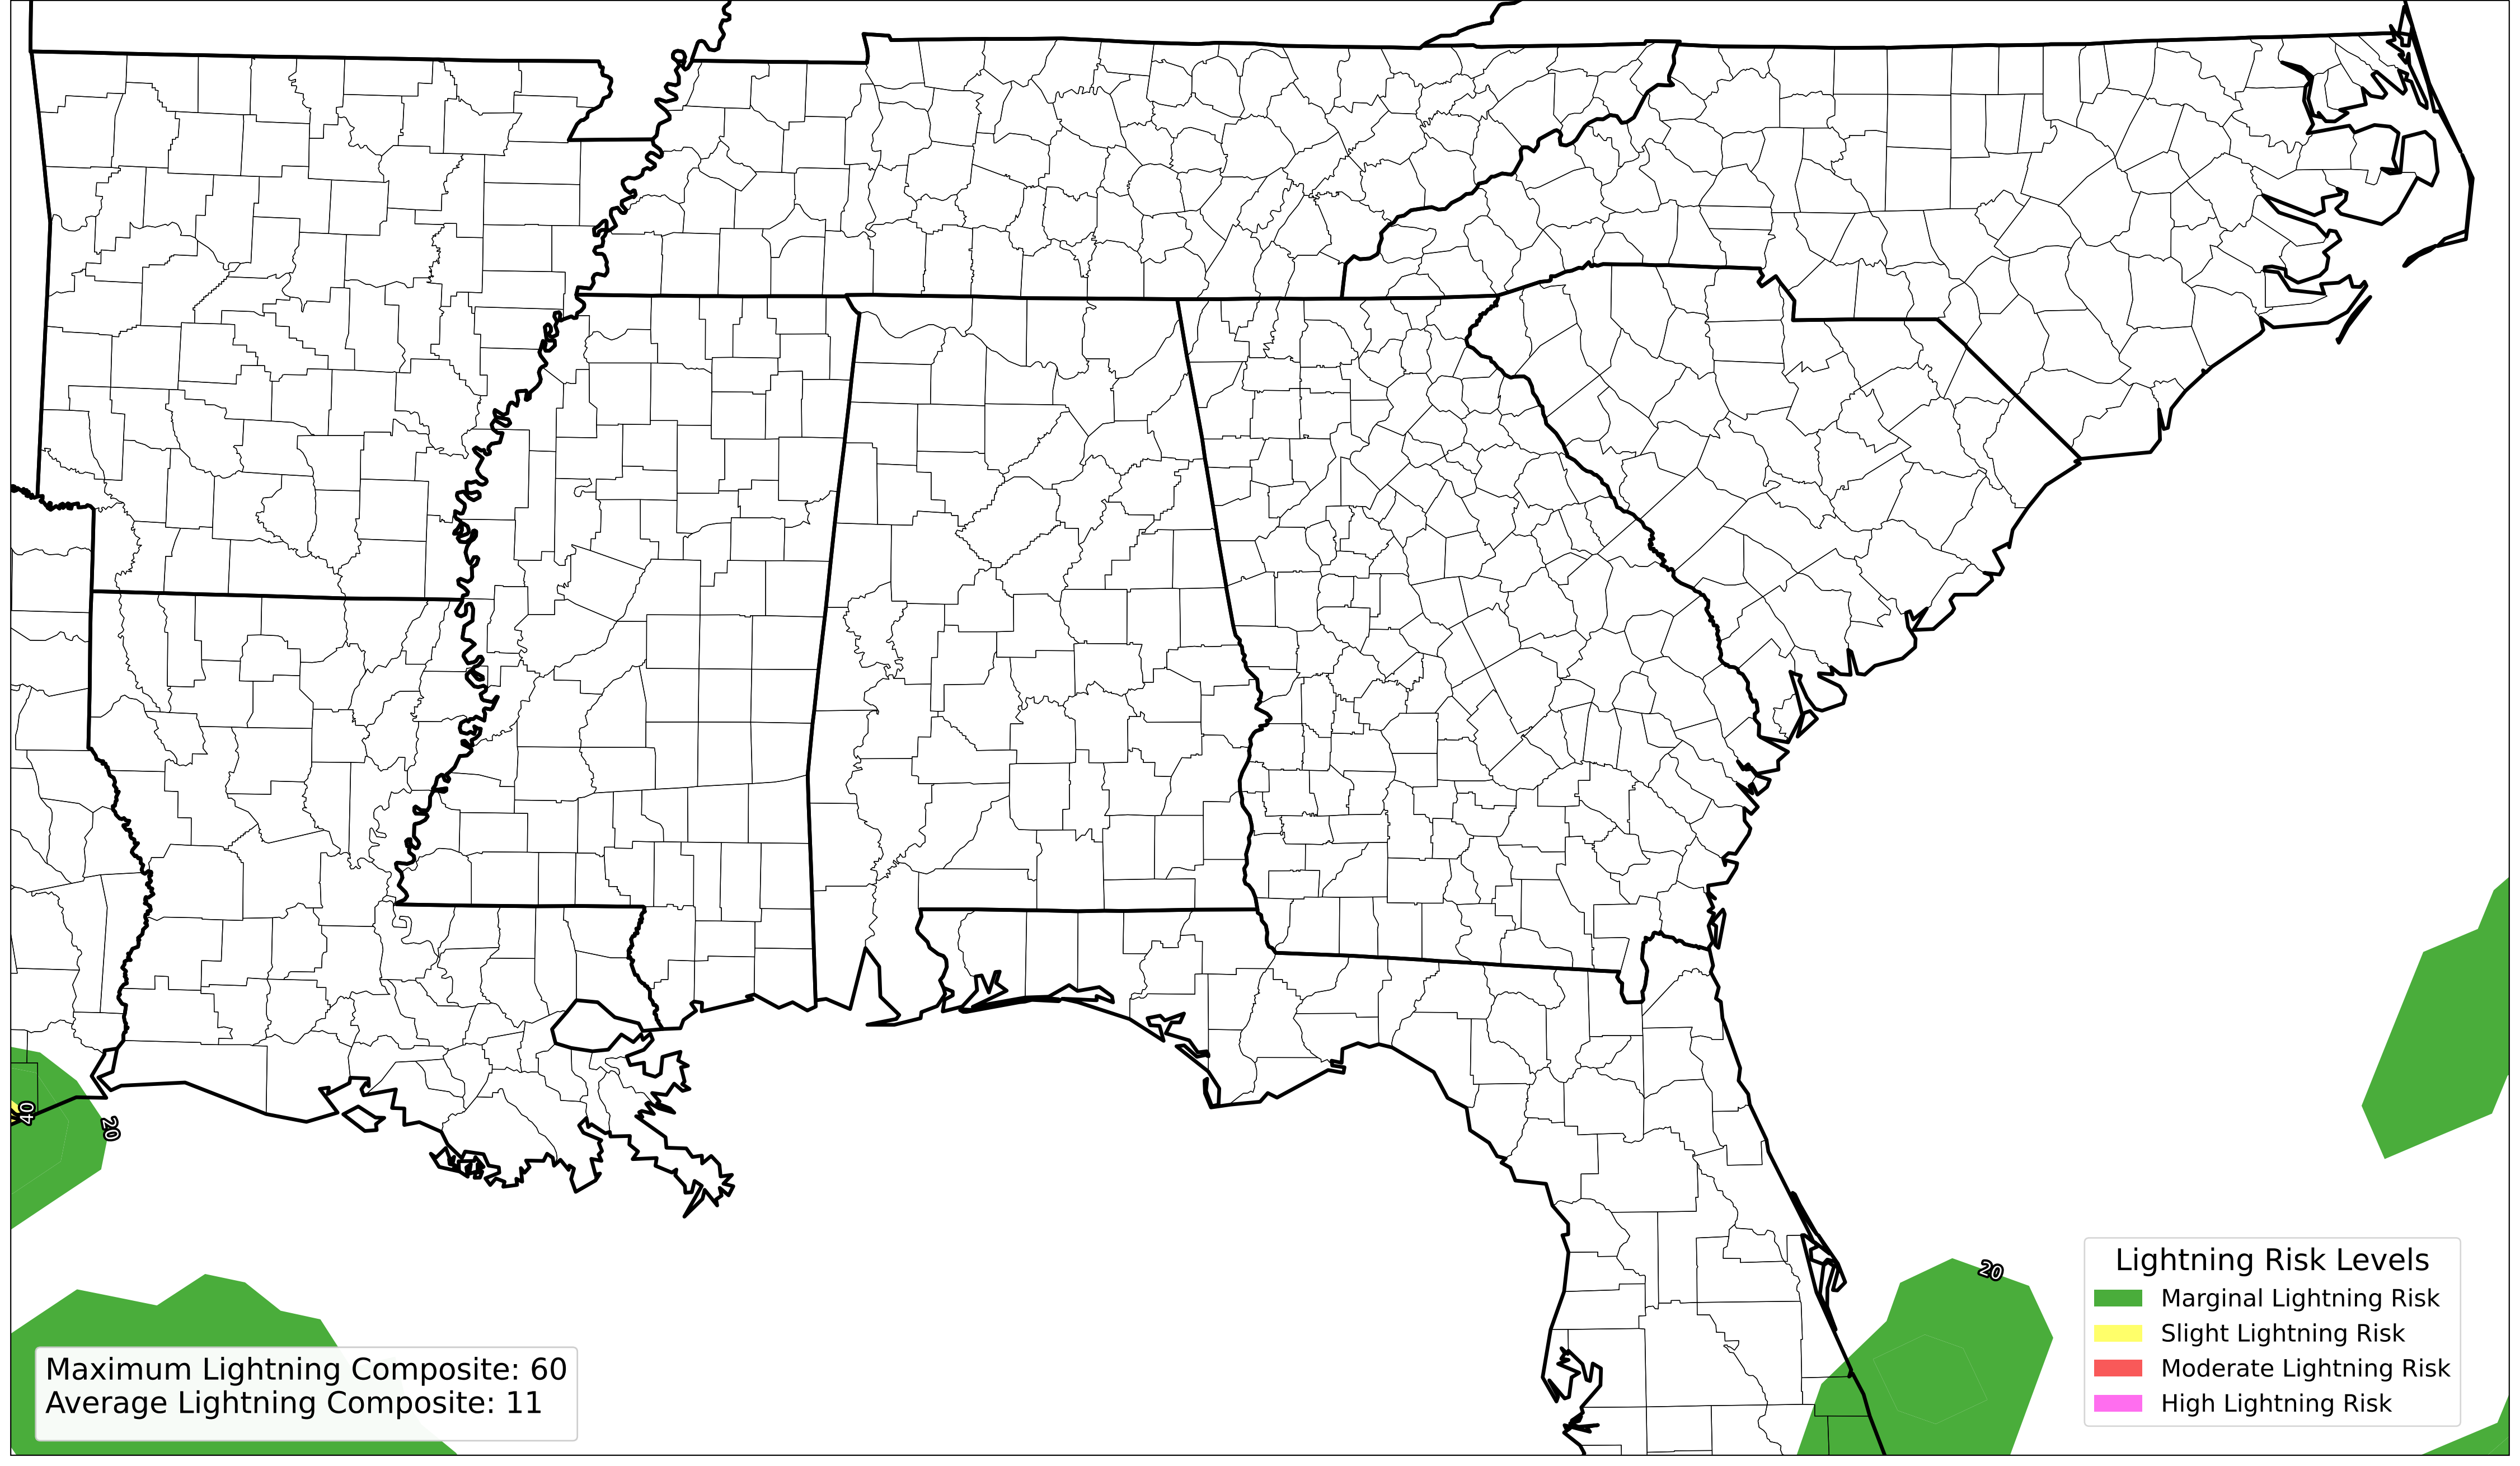 40
20
20
Lightning Risk Levels
Marginal Lightning Risk
Slight Lightning Risk
Moderate Lightning Risk
High Lightning Risk
Maximum Lightning Composite: 60
Average Lightning Composite: 11